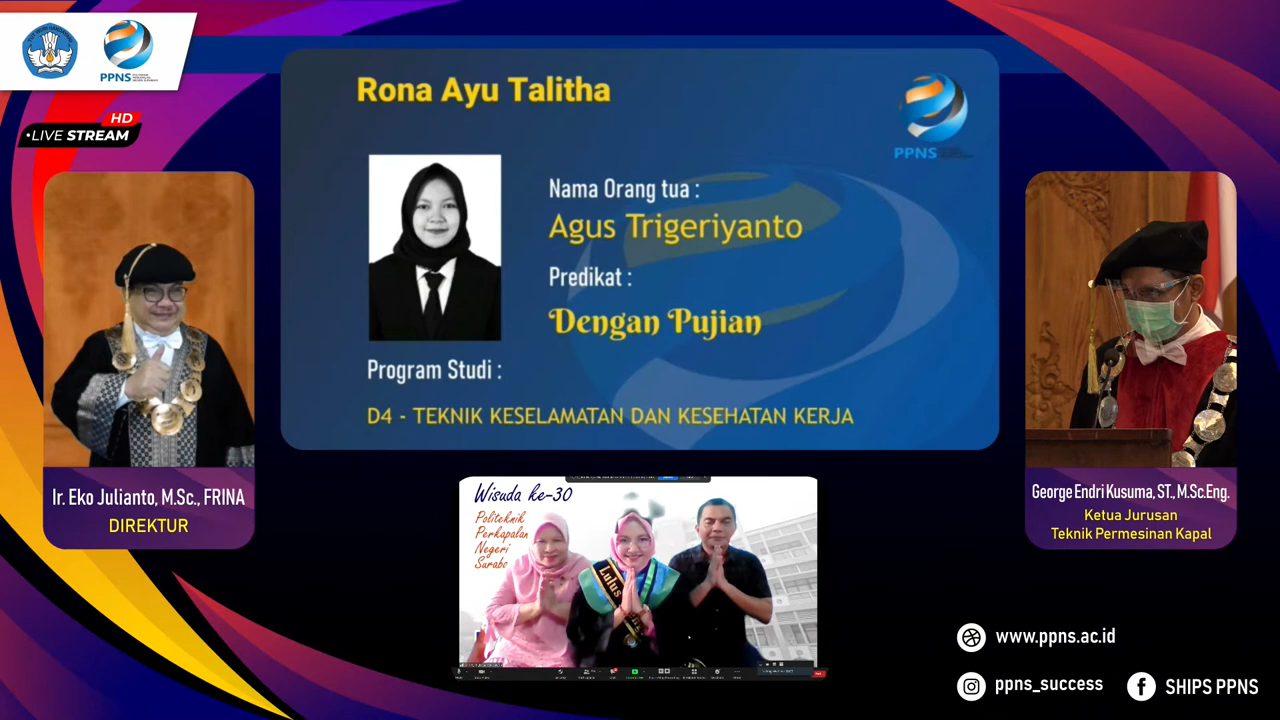 PPNS
HD
•LIVE STREAM
Rona Ayu Talitha
PPNS
Nama Orang tua :
Agus Trigeriyanto
Predikat :
Dengan Pujian
Program Studi :
D4 - TEKNIK KESELAMATAN DAN KESEHATAN KERJA
Ir. Eko Julianto, M.Sc., FRINA
DIREKTUR
George Endri Kusuma, ST., M.Sc.Eng.
Ketua Jurusan
Teknik Permesinan Kapal
Wisuda ke-30
Politeknik
Perkapalan
Negeri
Surabo
Lulus
www.ppns.ac.id
ppns_success
SHIPS PPNS